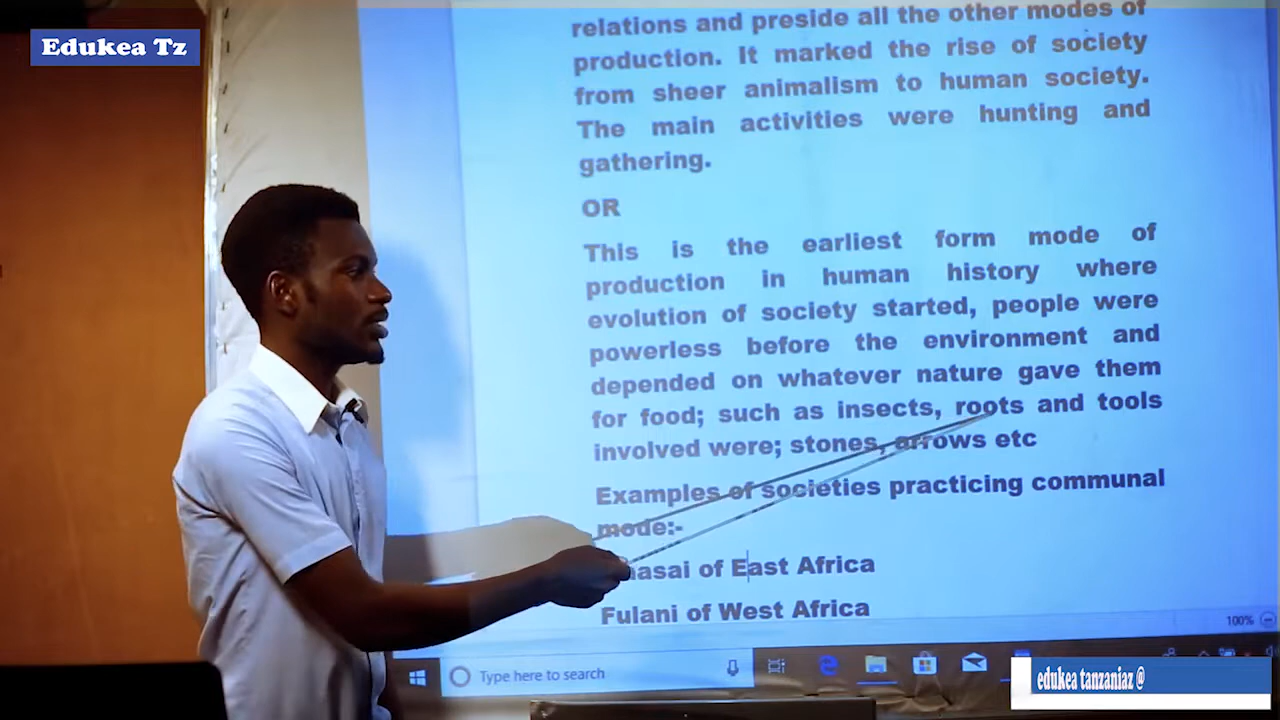 Edukea Tz
relations and preside all the other modes of
production. It marked the rise of society
from sheer animalism to human society.
The main activities were hunting and
gathering.
OR
This is the earliest form mode of
production in human history where
evolution of society started, people were
powerless before the environment and
depended on whatever nature gave them
for food; such as insects, roots and tools
involved were; stones, arrows etc
Examples of societies practicing communal
mode:-
of East Africa
Fulani of West Africa
100%
Type here to search
edukea tanzaniaz @